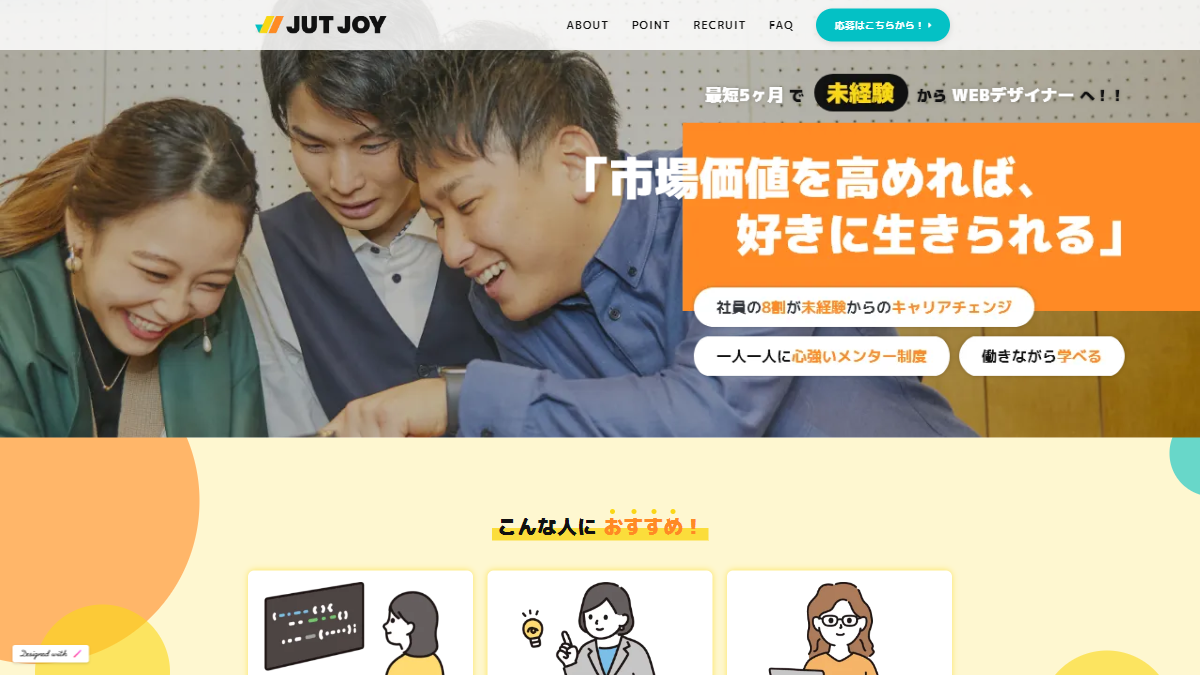 JUT JOY
ABOUT POINT RECRUIT FAQ 応募はこちらから！
最短5ヶ月で 未経験 から WEBデザイナーへ！！
「市場価値を高めれば、
好きに生きられる」
社員の8割が未経験からのキャリアチェンジ
一人一人に心強いメンター制度 働きながら学べる
こんな人に おすすめ！
Designed with